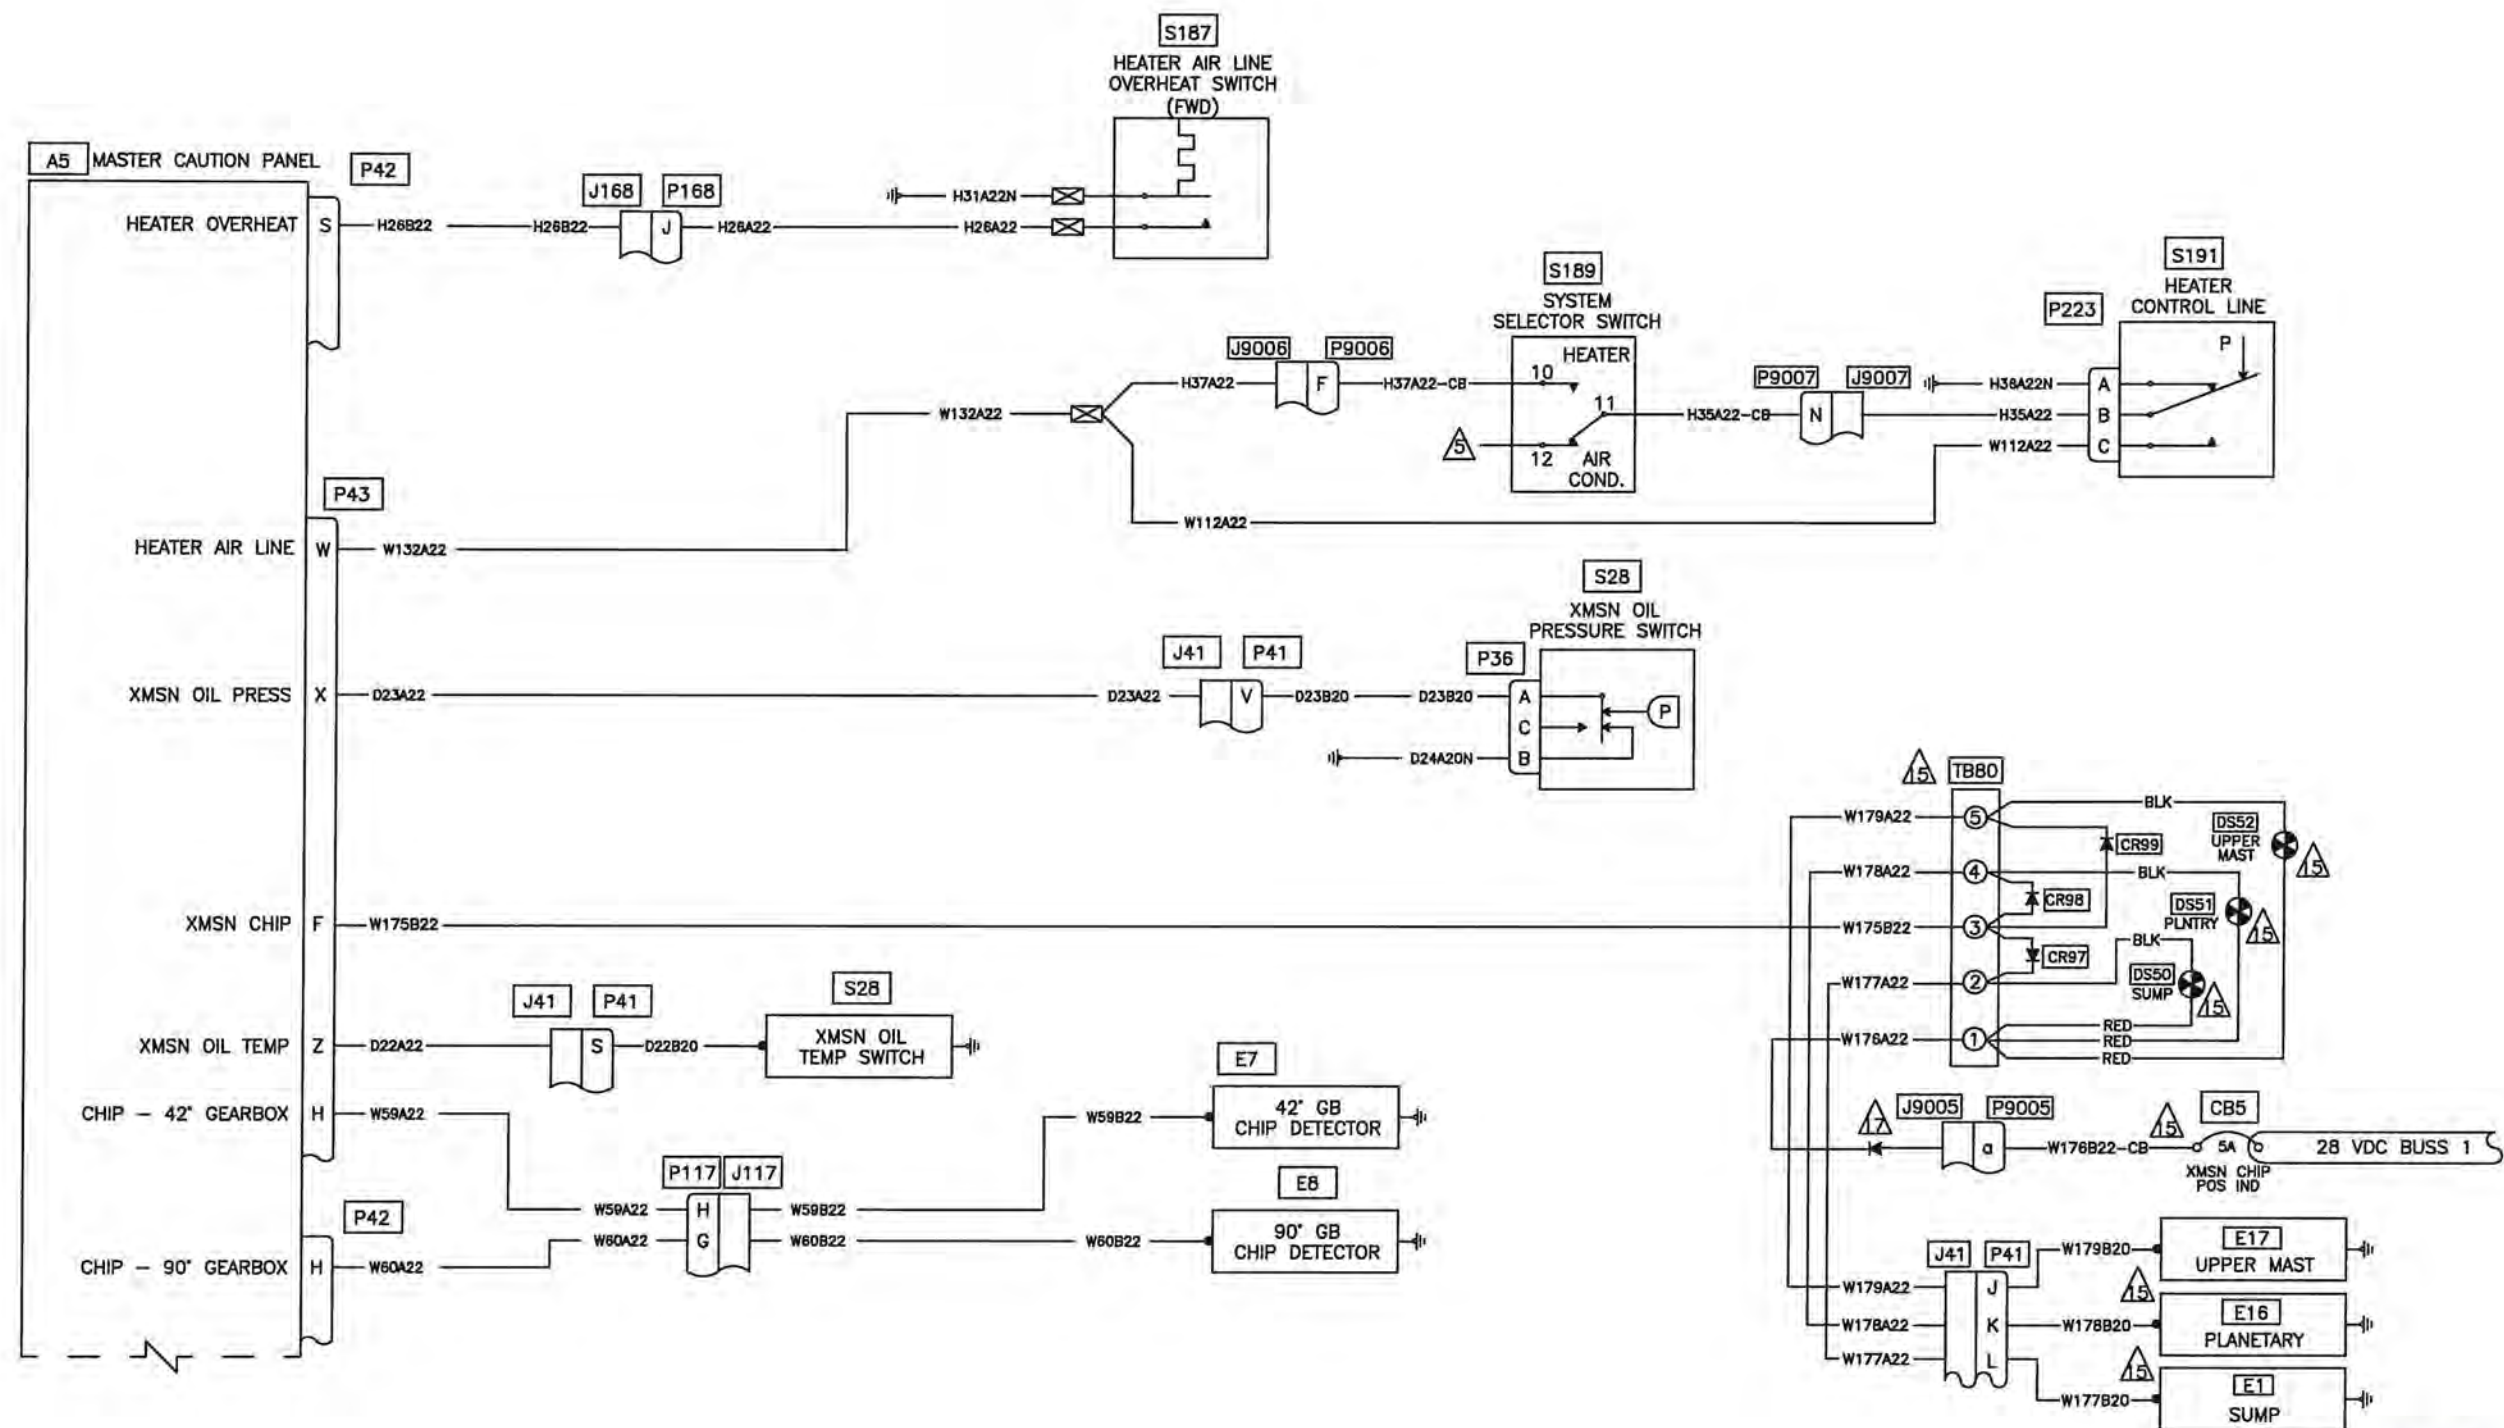 S187
HEATER AIR LINE
OVERHEAT SWITCH
(FWD)
A5 MASTER CAUTION PANEL
P42
J168 P168
H31A22N
HEATER OVERHEAT S H26B22 H26B22 J H26A22 H26A22
S189
SYSTEM
SELECTOR SWITCH
S191
HEATER
CONTROL LINE
P223
P
J9006 P9006
HEATER
10
H37A22 F H37A22-CB
P9007 J9007
H36A22N A
W132A22
11
H35A22-CB N H35A22 B
5
12
AIR
COND.
W112A22 C
W112A22
P43
HEATER AIR LINE W W132A22
S28
XMSN OIL
PRESSURE SWITCH
J41 P41 P36
XMSN OIL PRESS X D23A22 D23A22 V D23B20 D23B20 A
C
P
D24A20N B
15 TB80
BLK
W179A22 5
DS52
UPPER
MAST
15
CR99
W178A22 4 BLK
CR98
DS51
PLNTRY
15
XMSN CHIP F W175B22 W175B22 3
BLK
CR97
DS50
SUMP
15
W177A22 2
RED
W176A22 1 RED
RED
J41 P41
S28
XMSN OIL TEMP Z D22A22 S D22B20
XMSN OIL
TEMP SWITCH
E7
42° GB
CHIP DETECTOR
CHIP - 42° GEARBOX H W59A22
W59B22
17 J9005 P9005 15 CB5
a W176B22-CB 5A 28 VDC BUSS 1
XMSN CHIP
POS IND
P117 J117
E8
W59A22 H W59B22
P42
W60A22 G W60B22 W60B22
90° GB
CHIP DETECTOR
CHIP - 90° GEARBOX H W60A22
J41 P41
W179B20
E17
UPPER MAST
W179A22 J
15
W178A22 K W178B20
E16
PLANETARY
W177A22 L
15
W177B20
E1
SUMP